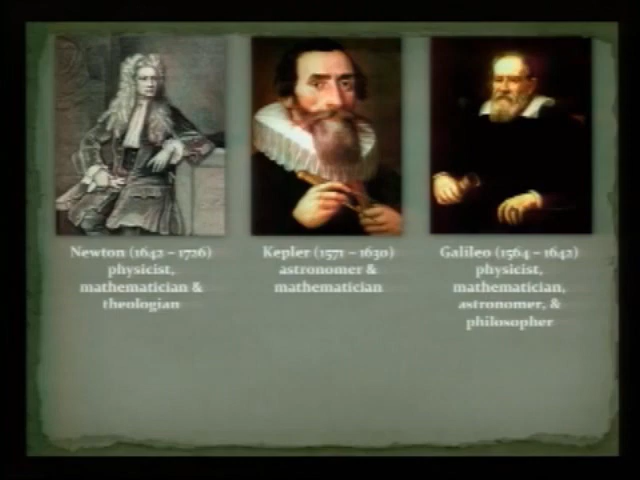 Newton (1642 – 1726)
physicist,
mathematician &
theologian
Kepler (1571 – 1630)
astronomer &
mathematician
Galileo (1564 – 1642)
physicist,
mathematician,
astronomer, &
philosopher